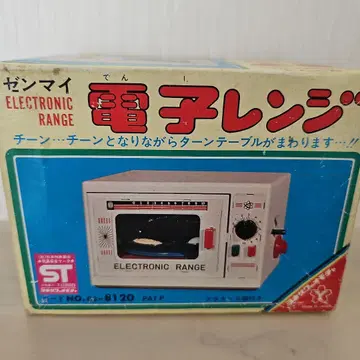 ゼンマイ
でん し
ELECTRONIC
RANGE
電子レンジ
チーン…チーンとなりながらターンテーブルがまわります…!!
ST
ELECTRONIC RANGE
8120
PAT.P